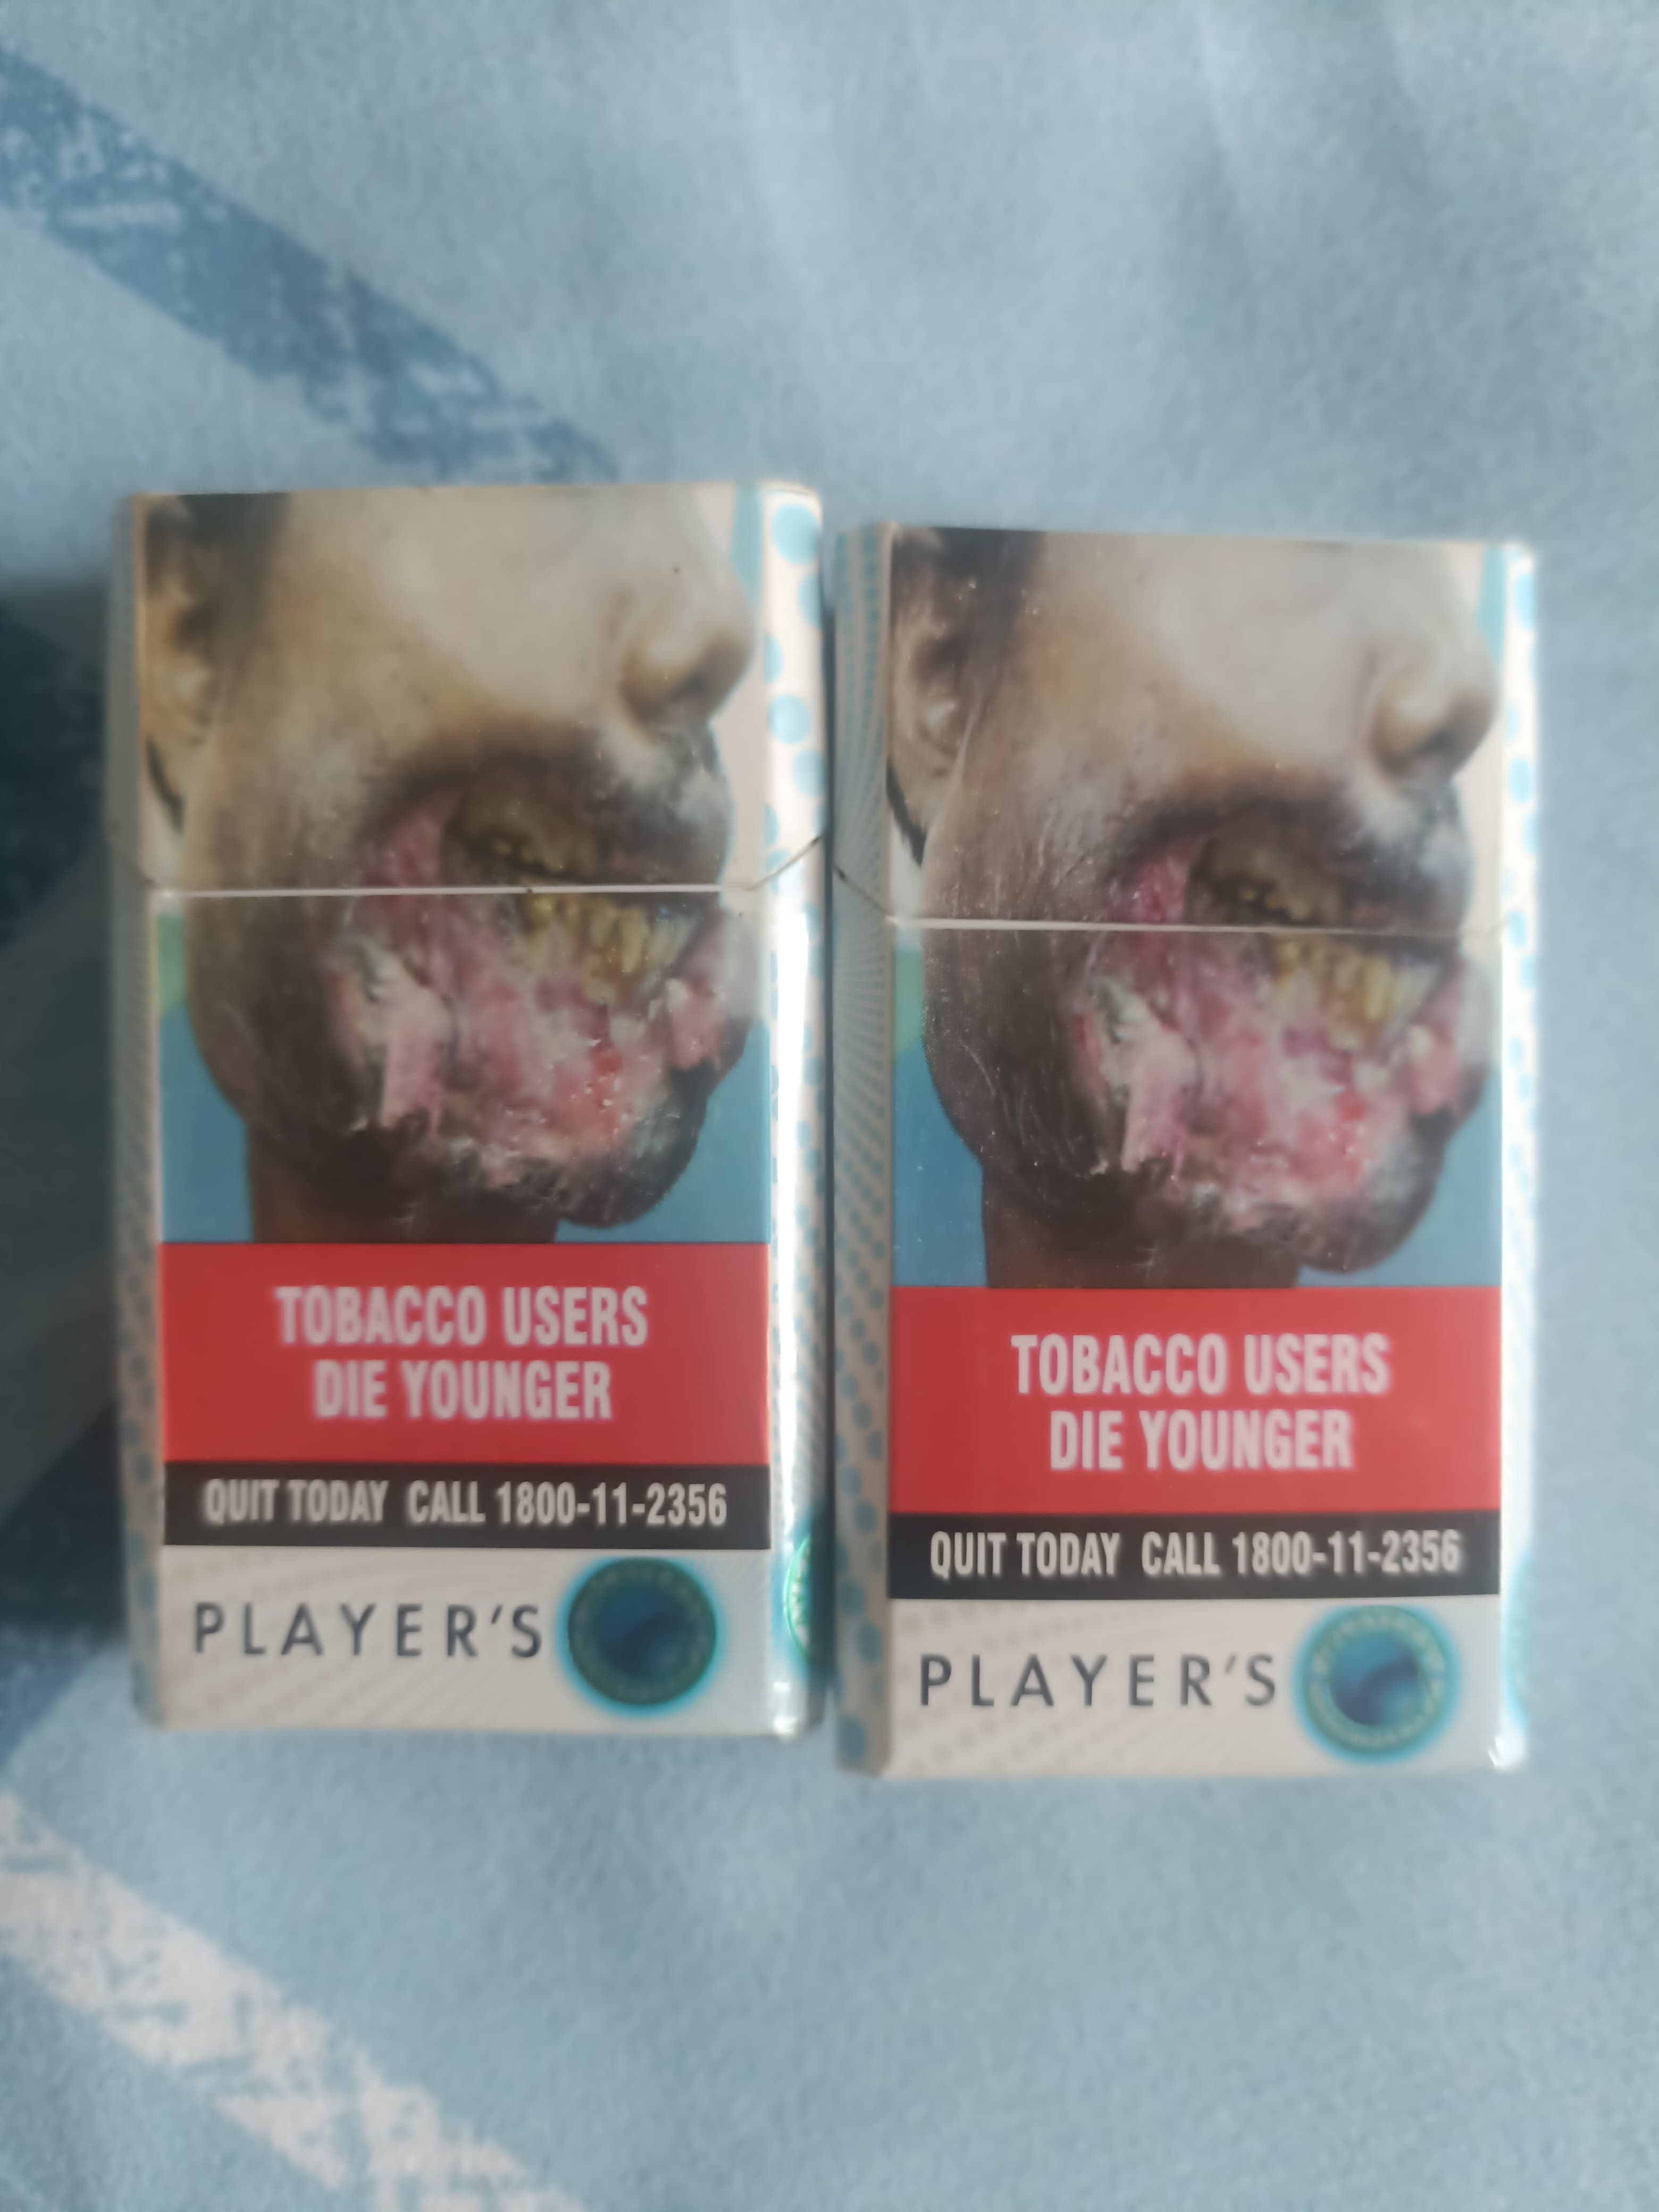 TOBACCO USERS
DIE YOUNGER
QUIT TODAY CALL 1800-11-2356
PLAYER'S
TOBACCO USERS
DIE YOUNGER
QUIT TODAY CALL 1800-11-2356
PLAYER'S